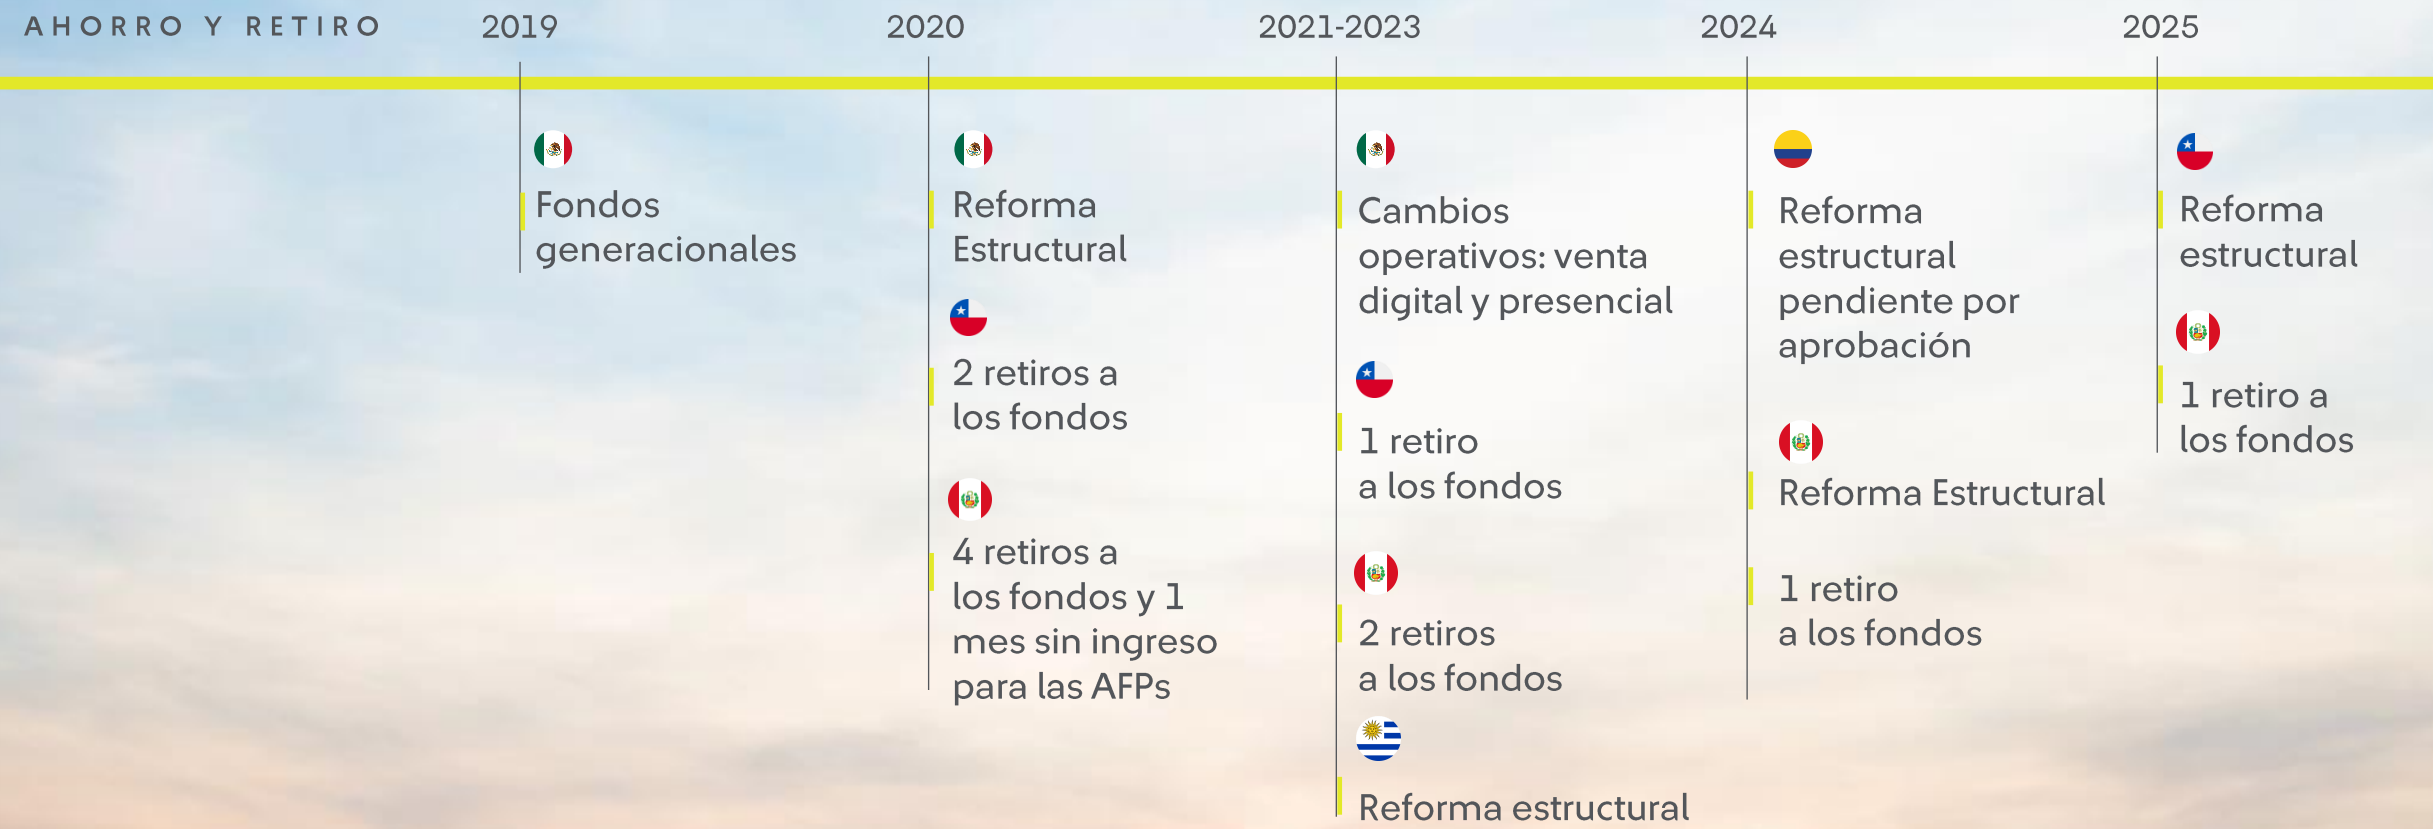 AHORRO Y RETIRO
2019
2020
2021-2023
2024
2025
Fondos
generacionales
Reforma
Estructural
2 retiros a
los fondos
4 retiros a
los fondos y 1
mes sin ingreso
para las AFPs
Cambios
operativos: venta
digital y presencial
1 retiro
a los fondos
2 retiros
a los fondos
Reforma estructural
Reforma
estructural
pendiente por
aprobación
Reforma Estructural
1 retiro
a los fondos
Reforma
estructural
1 retiro a
los fondos